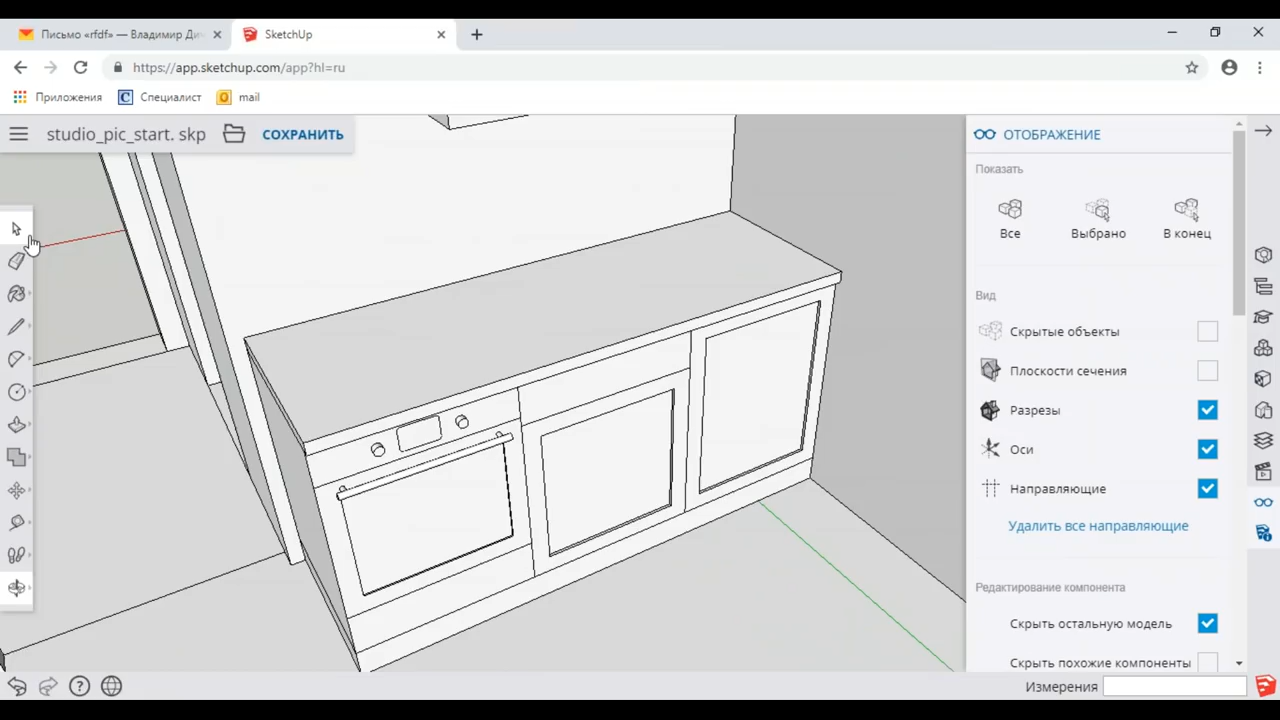 Письмо «rfdf» — Владимир Дич
SketchUp
https://app.sketchup.com/app?hl=ru
Приложения
Специалист
mail
studio_pic_start. skp
СОХРАНИТЬ
ОТОБРАЖЕНИЕ
Показать
Все
Выбрано
В конец
Вид
Скрытые объекты
Плоскости сечения
Разрезы
Оси
Направляющие
Удалить все направляющие
Редактирование компонента
Скрыть остальную модель
Скрыть похожие компоненты
Измерения